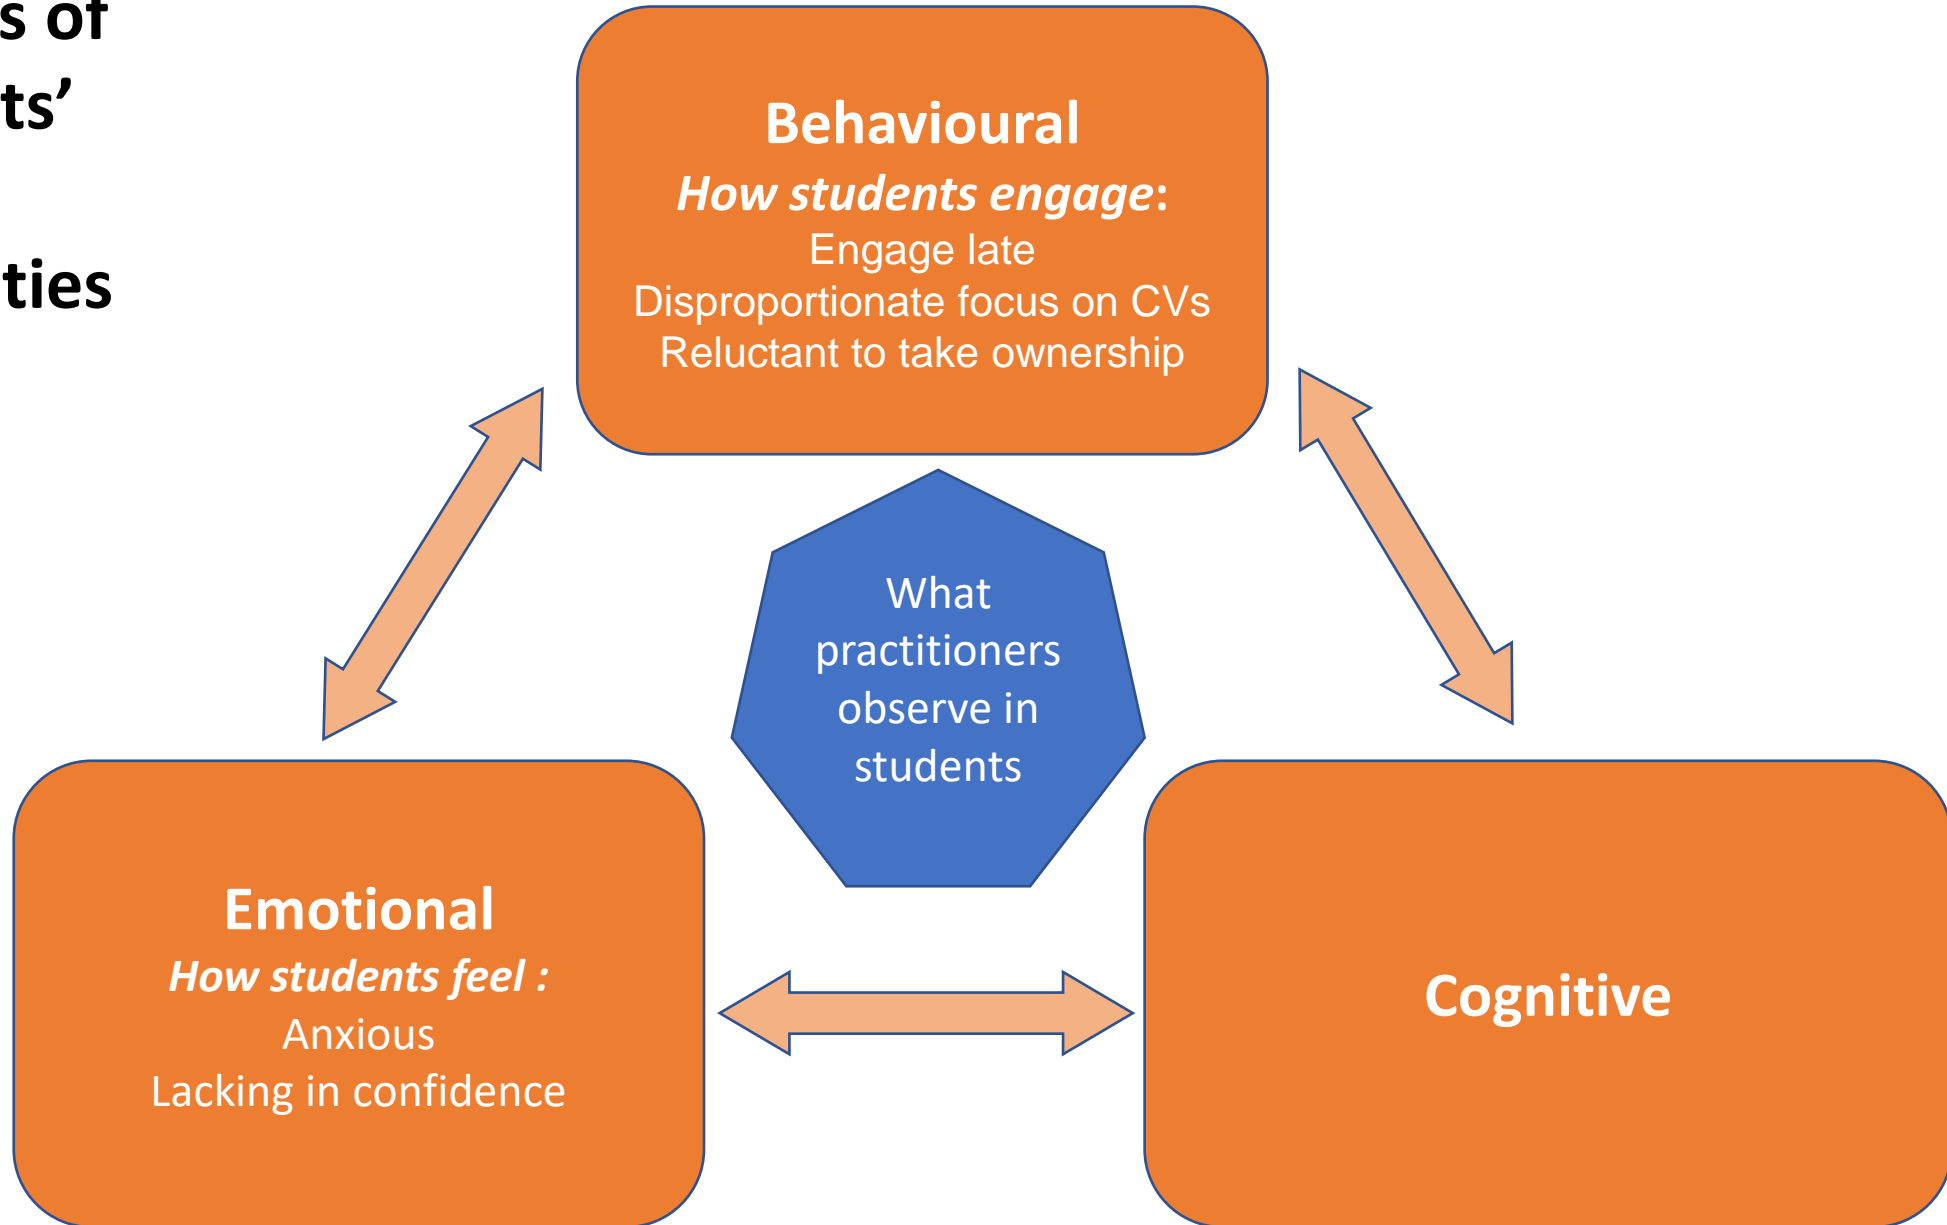 s of
ts’
ties
Behavioural
How students engage:
Engage late
Disproportionate focus on CVs
Reluctant to take ownership
What
practitioners
observe in
students
Emotional
How students feel :
Anxious
Lacking in confidence
Cognitive